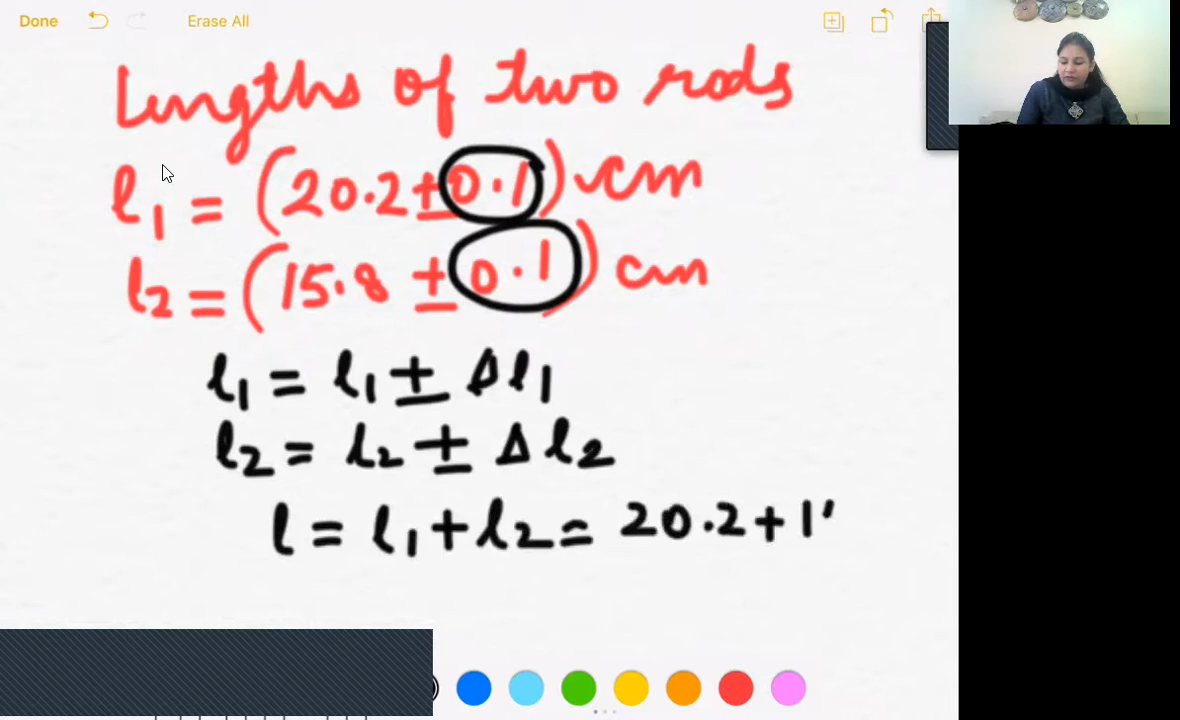 Done Erase All
Lengths of two rods
l₁ = (20.2 ± 0.1) cm
l₂ = (15.8 ± 0.1) cm
l₁ = l₁ ± Δl₁
l₂ = l₂ ± Δl₂
l = l₁ + l₂ = 20.2 + 1'